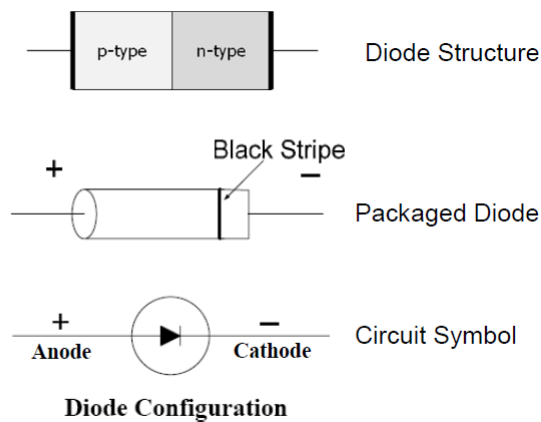 p-type n-type Diode Structure
Black Stripe
+ −
Packaged Diode
+ −
Anode Cathode Circuit Symbol
Diode Configuration